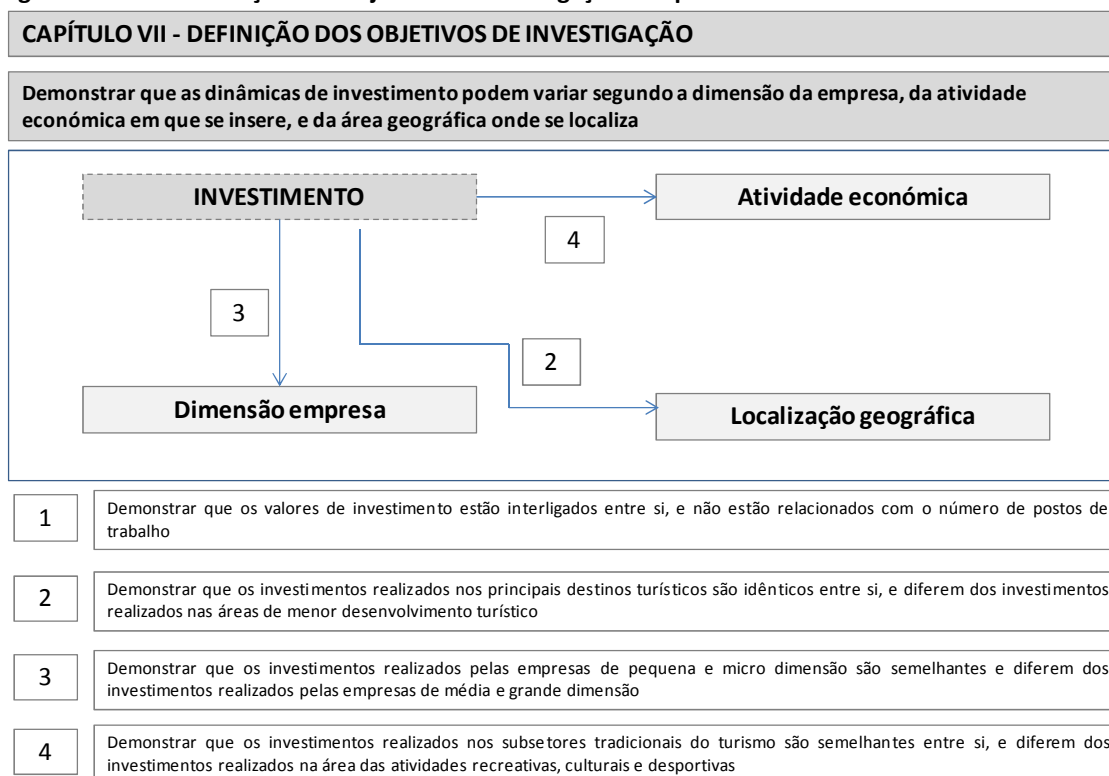 CAPÍTULO VII - DEFINIÇÃO DOS OBJETIVOS DE INVESTIGAÇÃO
Demonstrar que as dinâmicas de investimento podem variar segundo a dimensão da empresa, da atividade
económica em que se insere, e da área geográfica onde se localiza
INVESTIMENTO
Atividade económica
4
3
2
Dimensão empresa
Localização geográfica
1
Demonstrar que os valores de investimento estão interligados entre si, e não estão relacionados com o número de postos de
trabalho
2
Demonstrar que os investimentos realizados nos principais destinos turísticos são idênticos entre si, e diferem dos investimentos
realizados nas áreas de menor desenvolvimento turístico
3
Demonstrar que os investimentos realizados pelas empresas de pequena e micro dimensão são semelhantes e diferem dos
investimentos realizados pelas empresas de média e grande dimensão
4
Demonstrar que os investimentos realizados nos subsetores tradicionais do turismo são semelhantes entre si, e diferem dos
investimentos realizados na área das atividades recreativas, culturais e desportivas